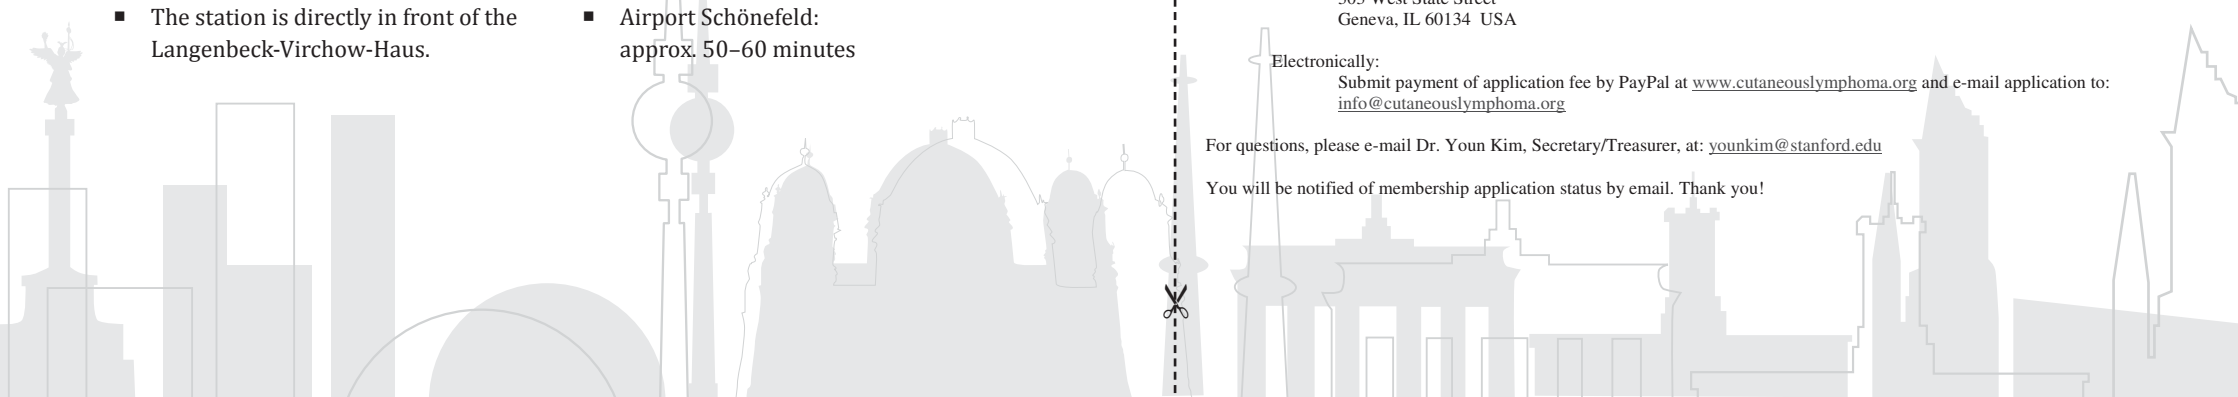 ■ The station is directly in front of the
Langenbeck-Virchow-Haus.
■ Airport Schönefeld:
approx. 50–60 minutes
Geneva, IL 60134 USA
Electronically:
Submit payment of application fee by PayPal at www.cutaneouslymphoma.org and e-mail application to:
info@cutaneouslymphoma.org
For questions, please e-mail Dr. Youn Kim, Secretary/Treasurer, at: younkim@stanford.edu
You will be notified of membership application status by email. Thank you!